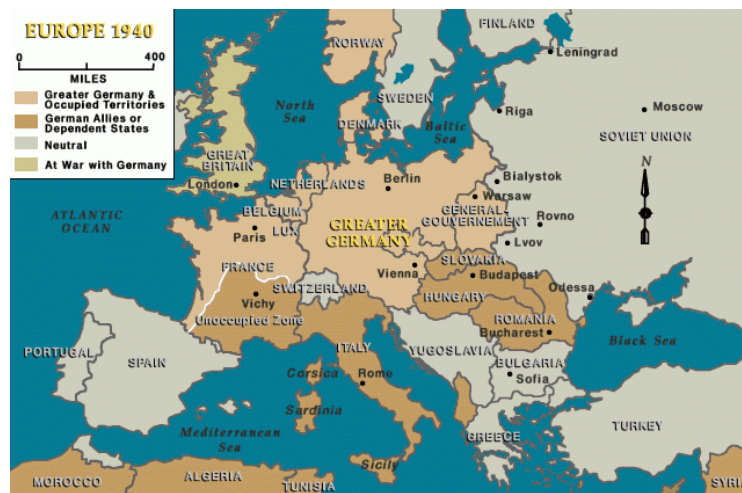 EUROPE 1940
0
400
MILES
Greater Germany &
Occupied Territories
German Allies or
Dependent States
Neutral
At War with Germany
FINLAND
NORWAY
Leningrad
North
Sea
SWEDEN
Riga
Moscow
DENMARK
Baltic
Sea
SOVIET UNION
GREAT
BRITAIN
N
London
NETHERLANDS
Berlin
Bialystok
Warsaw
ATLANTIC
OCEAN
BELGIUM
LUX
Paris
GREATER
GERMANY
GENERAL-
GOUVERNEMENT
Rovno
Lvov
FRANCE
Vienna
SLOVAKIA
Budapest
SWITZERLAND
Vichy
HUNGARY
Odessa
Unoccupied Zone
ROMANIA
Bucharest
Black Sea
PORTUGAL
SPAIN
ITALY
YUGOSLAVIA
BULGARIA
Sofia
Corsica
Rome
Sardinia
TURKEY
Mediterranean
Sea
GREECE
Sicily
MOROCCO
ALGERIA
TUNISIA
SYRI